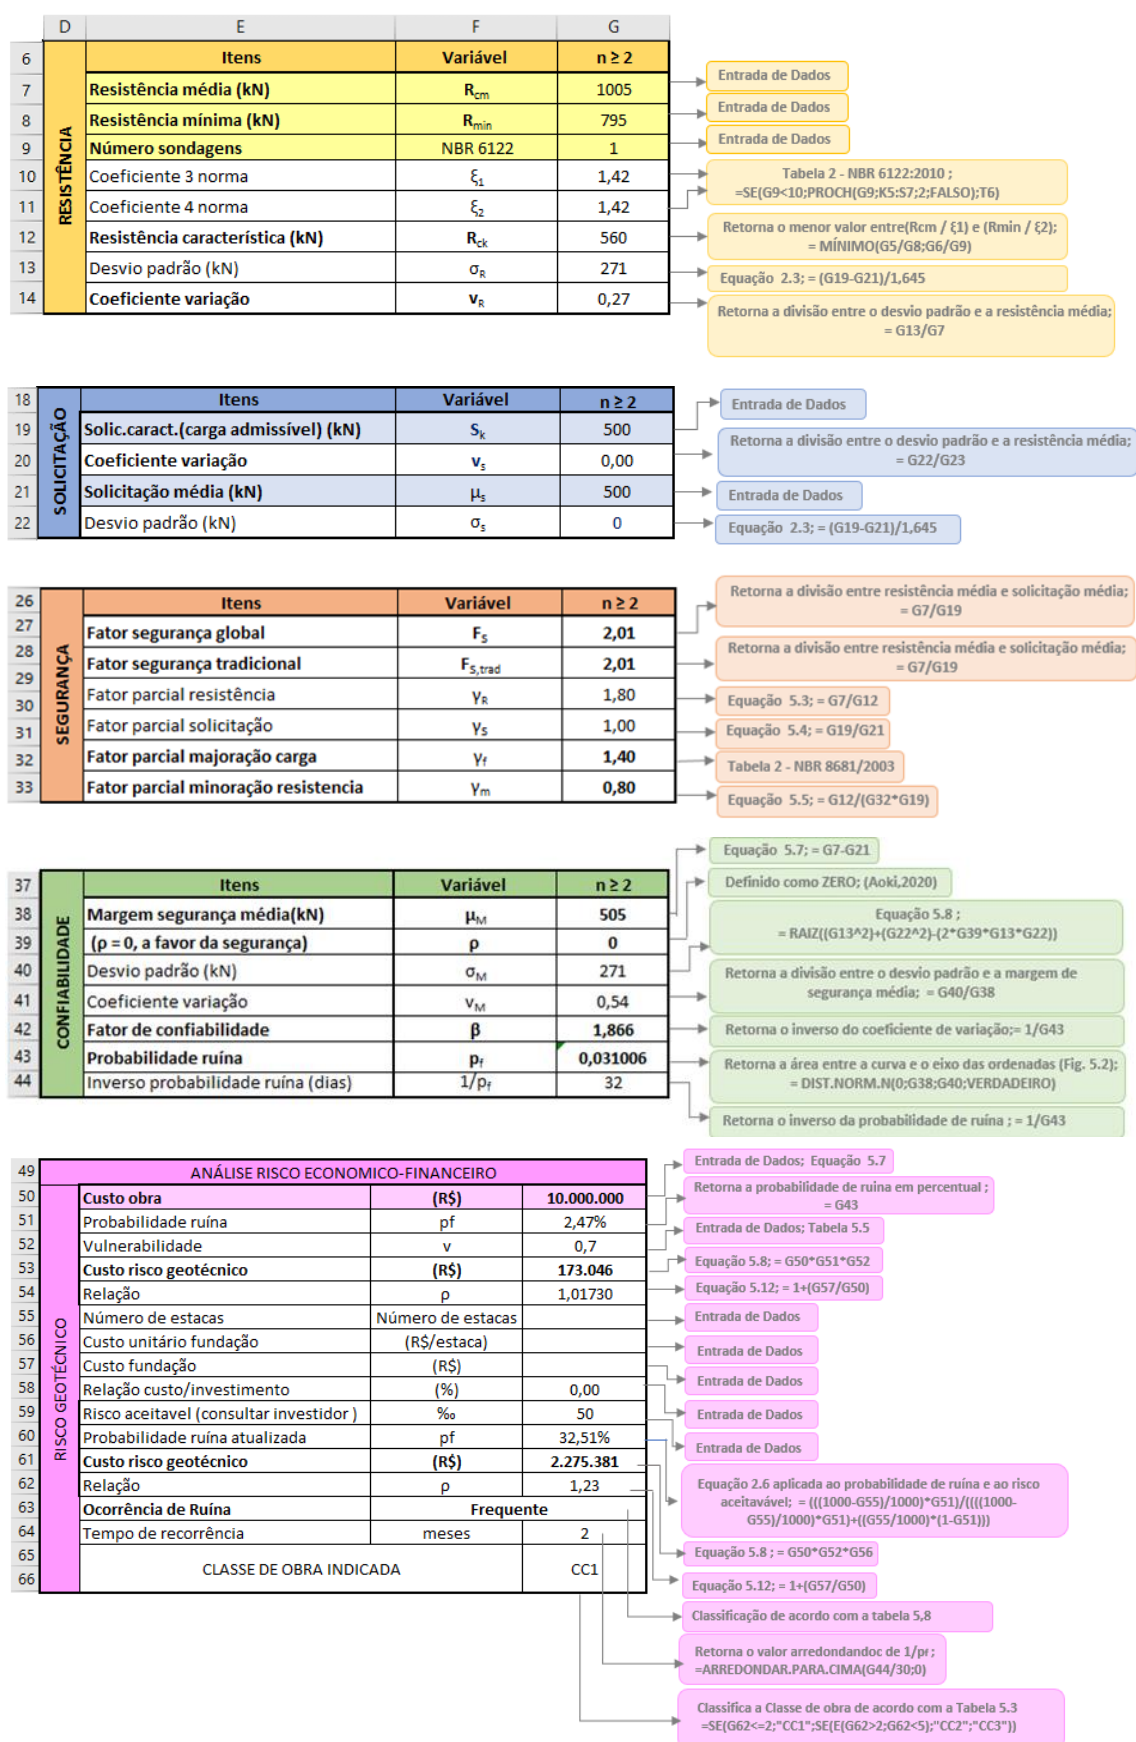 D E F G
6 Itens Variável n ≥ 2
7 Resistência média (kN) Rcm 1005
8 Resistência mínima (kN) Rmin 795
9 Número sondagens NBR 6122 1
10 Coeficiente 3 norma ξ1 1,42
11 Coeficiente 4 norma ξ2 1,42
12 Resistência característica (kN) Rck 560
13 Desvio padrão (kN) σR 271
14 Coeficiente variação vR 0,27
RESISTÊNCIA
Entrada de Dados
Entrada de Dados
Entrada de Dados
Tabela 2 - NBR 6122:2010 ;
=SE(G9<10;PROCH(G9;K5:S7;2;FALSO);T6)
Retorna o menor valor entre(Rcm / ξ1) e (Rmin / ξ2);
= MÍNIMO(G5/G8;G6/G9)
Equação 2.3; = (G19-G21)/1,645
Retorna a divisão entre o desvio padrão e a resistência média;
= G13/G7
18 Itens Variável n ≥ 2
19 Solic.caract.(carga admissível) (kN) Sk 500
20 Coeficiente variação vs 0,00
21 Solicitação média (kN) μs 500
22 Desvio padrão (kN) σs 0
SOLICITAÇÃO
Entrada de Dados
Retorna a divisão entre o desvio padrão e a resistência média;
= G22/G23
Entrada de Dados
Equação 2.3; = (G19-G21)/1,645
26 Itens Variável n ≥ 2
27 Fator segurança global FS 2,01
28 Fator segurança tradicional FS,trad 2,01
29
30 Fator parcial resistência γR 1,80
31 Fator parcial solicitação γS 1,00
32 Fator parcial majoração carga γf 1,40
33 Fator parcial minoração resistencia γm 0,80
SEGURANÇA
Retorna a divisão entre resistência média e solicitação média;
= G7/G19
Retorna a divisão entre resistência média e solicitação média;
= G7/G19
Equação 5.3; = G7/G12
Equação 5.4; = G19/G21
Tabela 2 - NBR 8681/2003
Equação 5.5; = G12/(G32*G19)
37 Itens Variável n ≥ 2
38 Margem segurança média(kN) μM 505
39 (ρ = 0, a favor da segurança) ρ 0
40 Desvio padrão (kN) σM 271
41 Coeficiente variação vM 0,54
42 Fator de confiabilidade β 1,866
43 Probabilidade ruína pf 0,031006
44 Inverso probabilidade ruína (dias) 1/pf 32
CONFIABILIDADE
Equação 5.7; = G7-G21
Definido como ZERO; (Aoki,2020)
Equação 5.8 ;
= RAIZ((G13^2)+(G22^2)-(2*G39*G13*G22))
Retorna a divisão entre o desvio padrão e a margem de
segurança média; = G40/G38
Retorna o inverso do coeficiente de variação;= 1/G43
Retorna a área entre a curva e o eixo das ordenadas (Fig. 5.2);
= DIST.NORM.N(0;G38;G40;VERDADEIRO)
Retorna o inverso da probabilidade de ruína ; = 1/G43
49 ANÁLISE RISCO ECONOMICO-FINANCEIRO
50 Custo obra (R$) 10.000.000
51 Probabilidade ruína pf 2,47%
52 Vulnerabilidade v 0,7
53 Custo risco geotécnico (R$) 173.046
54 Relação ρ 1,01730
55 Número de estacas Número de estacas
56 Custo unitário fundação (R$/estaca)
57 Custo fundação (R$)
58 Relação custo/investimento (%) 0,00
59 Risco aceitavel (consultar investidor ) ‰ 50
60 Probabilidade ruína atualizada pf 32,51%
61 Custo risco geotécnico (R$) 2.275.381
62 Relação ρ 1,23
63 Ocorrência de Ruína Frequente
64 Tempo de recorrência meses 2
65
66 CLASSE DE OBRA INDICADA CC1
RISCO GEOTÉCNICO
Entrada de Dados; Equação 5.7
Retorna a probabilidade de ruina em percentual ;
= G43
Entrada de Dados; Tabela 5.5
Equação 5.8; = G50*G51*G52
Equação 5.12; = 1+(G57/G50)
Entrada de Dados
Entrada de Dados
Entrada de Dados
Entrada de Dados
Entrada de Dados
Equação 2.6 aplicada ao probabilidade de ruína e ao risco
aceitavável; = (((1000-G55)/1000)*G51)/((((1000-
G55)/1000)*G51)+((G55/1000)*(1-G51)))
Equação 5.8 ; = G50*G52*G56
Equação 5.12; = 1+(G57/G50)
Classificação de acordo com a tabela 5,8
Retorna o valor arredondandoc de 1/pf ;
=ARREDONDAR.PARA.CIMA(G44/30;0)
Classifica a Classe de obra de acordo com a Tabela 5.3
=SE(G62<=2;"CC1";SE(E(G62>2;G62<5);"CC2";"CC3"))